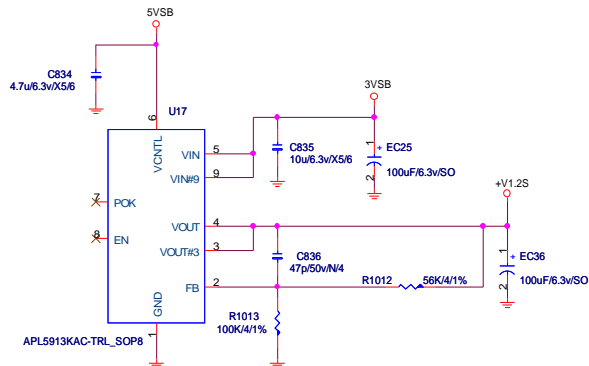 5VSB
C834
4.7u/6.3v/X5/6
U17
3VSB
6
VCNTL
VIN
5
VIN#9
9
C835
10u/6.3v/X5/6
1
+
EC25
2
100uF/6.3v/SO
+V1.2S
7
POK
VOUT
4
8
EN
VOUT#3
3
C836
47p/50v/N/4
1
+
EC36
2
100uF/6.3v/SO
FB
2
R1012
56K/4/1%
GND
R1013
100K/4/1%
1
APL5913KAC-TRL_SOP8